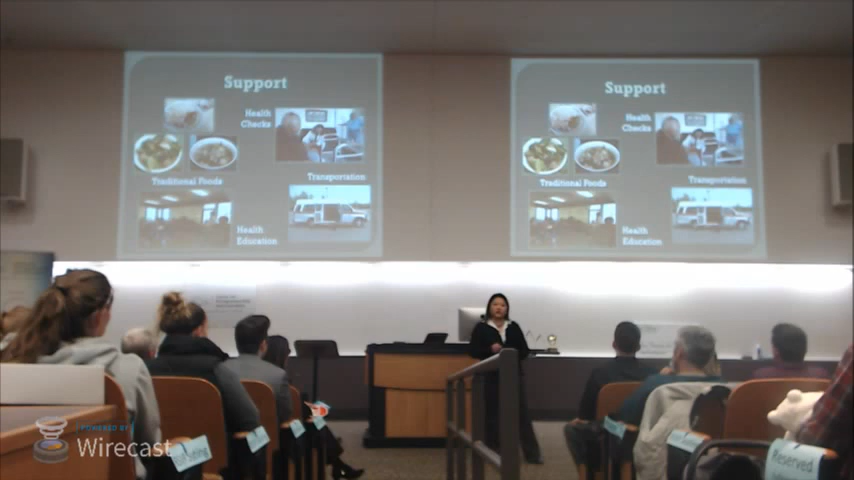 Support
Health
Checks
Traditional Foods
Transportation
Health
Education
Support
Health
Checks
Traditional Foods
Transportation
Health
Education
POWERED BY
Wirecast
Reserved